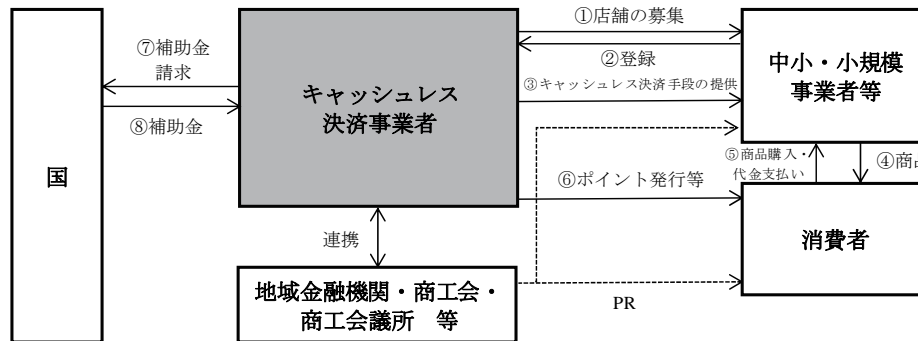 ①店舗の募集
②登録
③キャッシュレス決済手段の提供
⑦補助金
請求
⑧補助金
国
キャッシュレス
決済事業者
中小・小規模
事業者等
⑤商品購入・
代金支払い
④商品
⑥ポイント発行等
消費者
連携
地域金融機関・商工会・
商工会議所 等
PR